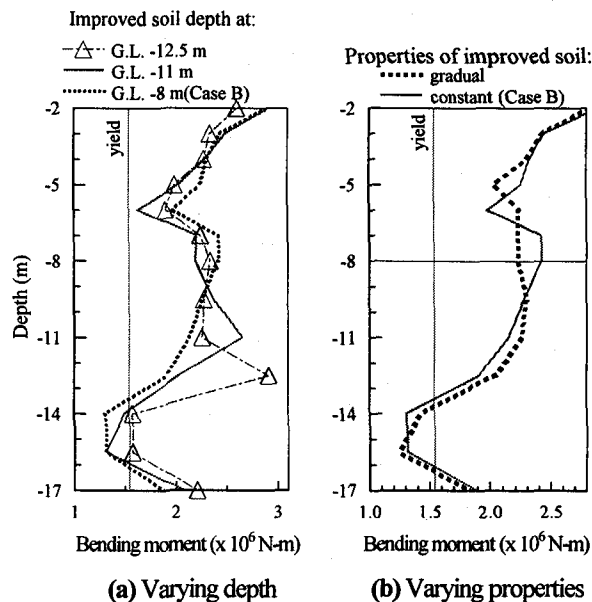 Improved soil depth at:
G.L. -12.5 m
G.L. -11 m
G.L. -8 m(Case B)
Properties of improved soil:
gradual
constant (Case B)
-2
-5
-8
-11
-14
-17
Depth (m)
yield
1
2
3
Bending moment (x 10⁶ N-m)
(a) Varying depth
-2
-5
-8
-11
-14
-17
yield
1.0
1.5
2.0
2.5
Bending moment (x 10⁶ N-m)
(b) Varying properties